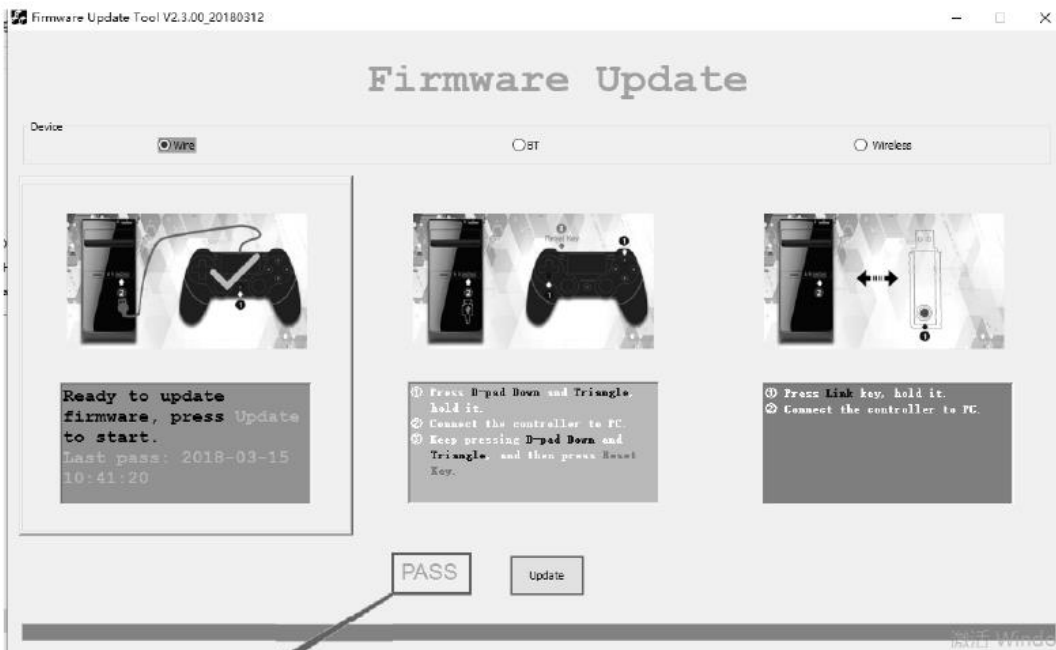 Firmware Update Tool V2.3.00_20180312
Firmware Update
Device
Wire
BT
Wireless
Reset Key
Ready to update
firmware, press Update
to start.
Last pass: 2018-03-15
10:41:20
① Press D-pad Down and Triangle,
hold it.
② Connect the controller to PC.
③ Keep pressing D-pad Down and
Triangle, and then press Reset
Key.
① Press Link key, hold it.
② Connect the controller to PC.
PASS
Update
激活 Windo